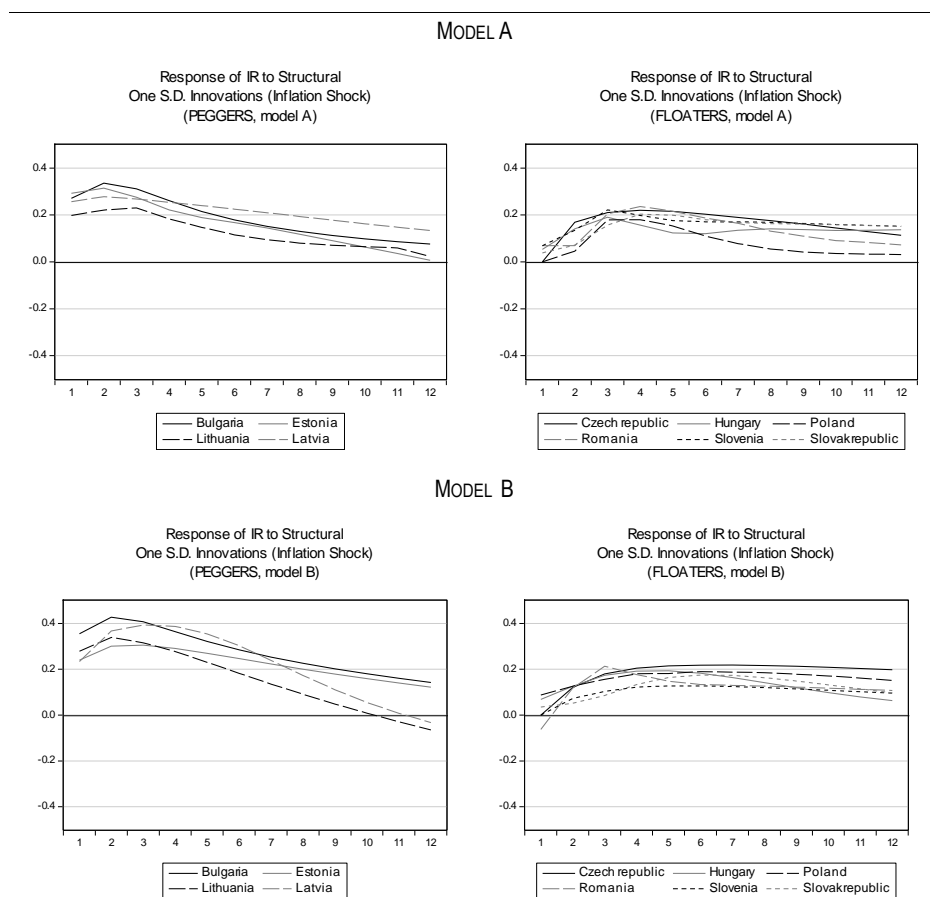 MODEL A
Response of IR to Structural
One S.D. Innovations (Inflation Shock)
(PEGGERS, model A)
0.4
0.2
0.0
-0.2
-0.4
1 2 3 4 5 6 7 8 9 10 11 12
Bulgaria Estonia
Lithuania Latvia
Response of IR to Structural
One S.D. Innovations (Inflation Shock)
(FLOATERS, model A)
0.4
0.2
0.0
-0.2
-0.4
1 2 3 4 5 6 7 8 9 10 11 12
Czech republic Hungary Poland
Romania Slovenia Slovakrepublic
MODEL B
Response of IR to Structural
One S.D. Innovations (Inflation Shock)
(PEGGERS, model B)
0.4
0.2
0.0
-0.2
-0.4
1 2 3 4 5 6 7 8 9 10 11 12
Bulgaria Estonia
Lithuania Latvia
Response of IR to Structural
One S.D. Innovations (Inflation Shock)
(FLOATERS, model B)
0.4
0.2
0.0
-0.2
-0.4
1 2 3 4 5 6 7 8 9 10 11 12
Czech republic Hungary Poland
Romania Slovenia Slovakrepublic